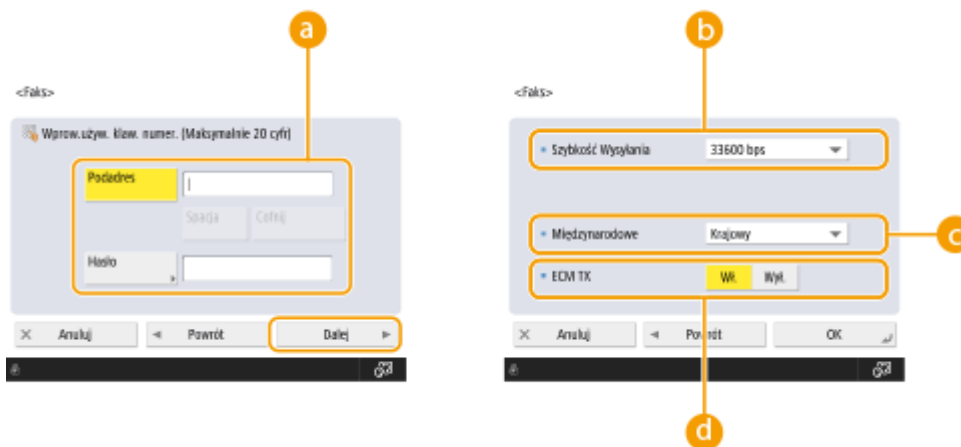 a
<Faks>
Wprow.używ. klaw. numer. (Maksymalnie 20 cyfr)
Podadres
Spacja Cofnij
Hasło
Anuluj Powrót Dalej
b
<Faks>
Szybkość Wysyłania 33600 bps
Międzynarodowe Krajowy
c
ECM TX Wł. Wył.
Anuluj Powrót OK
d